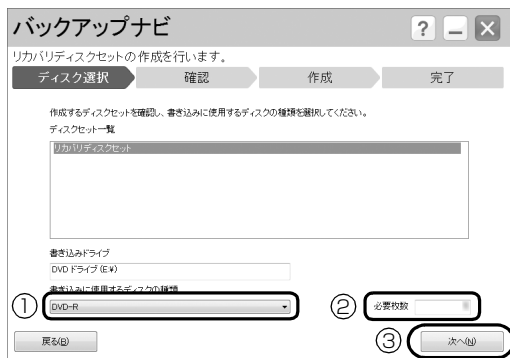 バックアップナビ
? － ×
リカバリディスクセットの作成を行います。
ディスク選択 確認 作成 完了
作成するディスクセットを確認し、書き込みに使用するディスクの種類を選択してください。
ディスクセット一覧
リカバリディスクセット
書き込みドライブ
DVD ドライブ (E:¥)
書き込みに使用するディスクの種類
① DVD-R ② 必要枚数
戻る(B) ③ 次へ(N)